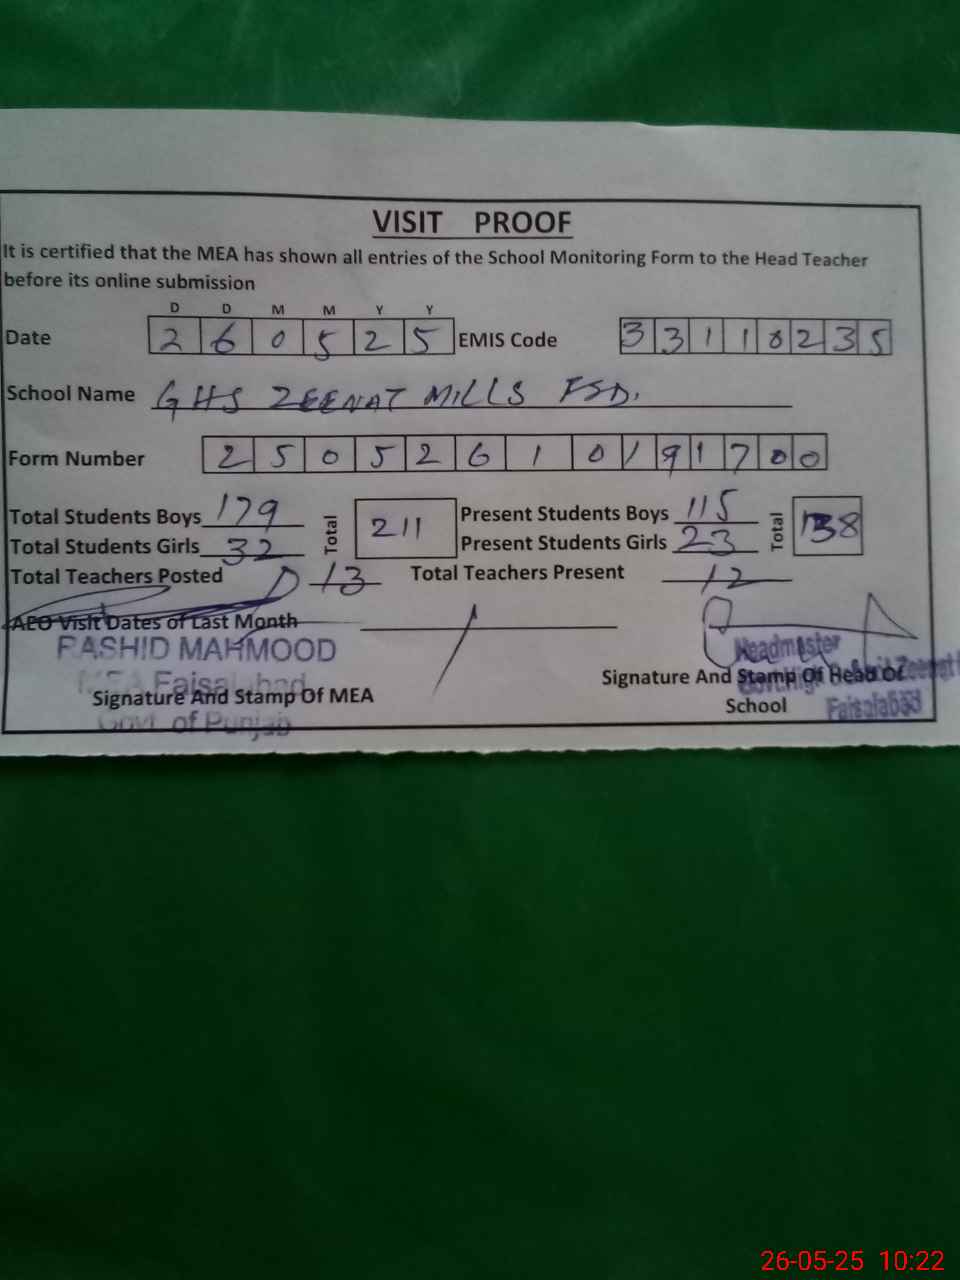 VISIT PROOF
It is certified that the MEA has shown all entries of the School Monitoring Form to the Head Teacher
before its online submission
D D M M Y Y
Date 2 6 0 5 2 5 EMIS Code 3 3 1 1 0 2 3 5
School Name GHS ZEENAT MILLS FSD.
Form Number 2 5 0 5 2 6 1 0 1 9 1 7 0 0
Total Students Boys 179 Total 211 Present Students Boys 115 Total 138
Total Students Girls 32 Present Students Girls 23
Total Teachers Posted 13 Total Teachers Present 12
AEO Visit Dates of Last Month
RASHID MAHMOOD
MEA Faisalabad
Signature And Stamp Of MEA
Govt. of Punjab
Headmaster
Signature And Stamp Of Head Of
School
Zeenat
Faisalabad
26-05-25 10:22